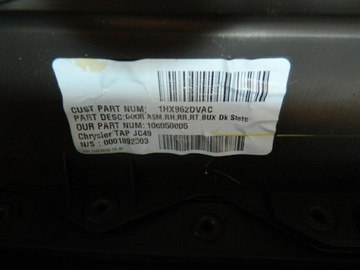 CUST PART NUM: 1HX962DVAC
PART DESC: DOOR ASM,RH,RR,RT.BUX Dk Slate
OUR PART NUM: 106050005
Chrysler TAP JC49
N/S : 0001892503